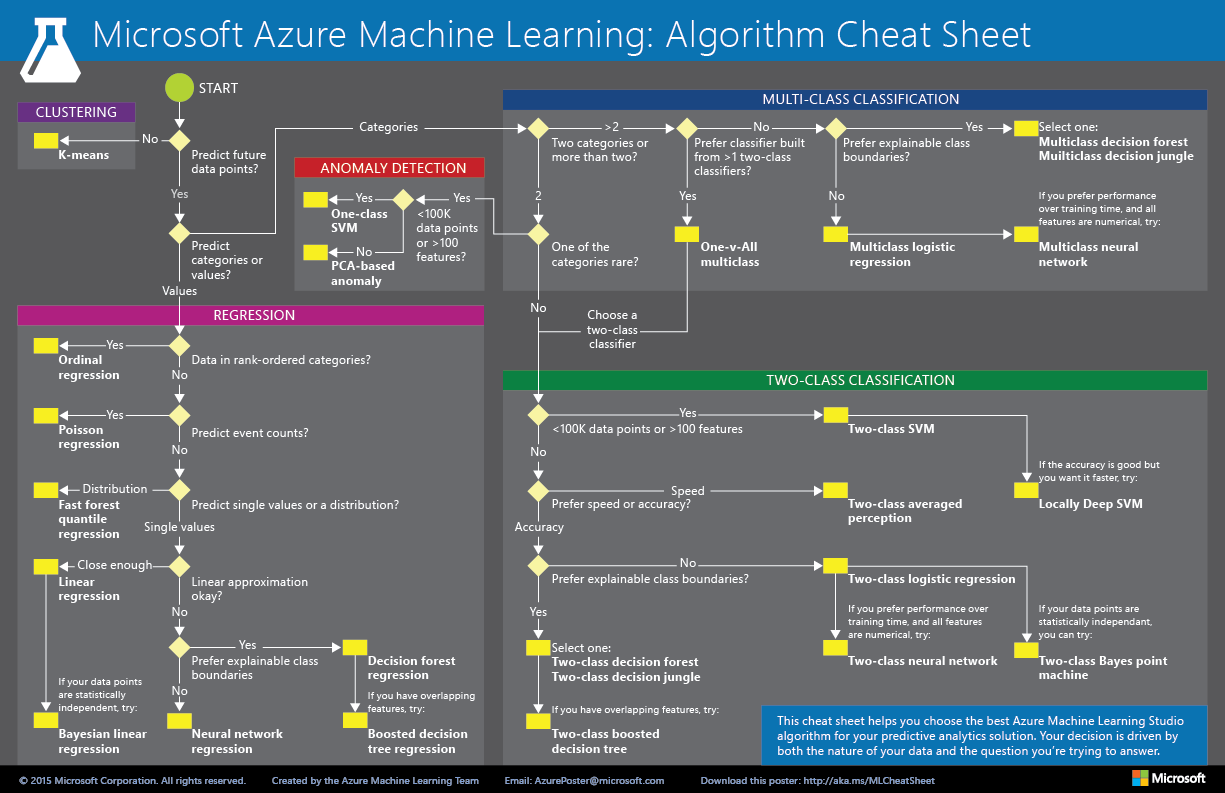 Microsoft Azure Machine Learning: Algorithm Cheat Sheet
START
CLUSTERING
No
K-means
Predict future
data points?
Yes
Predict
categories or
values?
Values
Categories
ANOMALY DETECTION
Yes
One-class
SVM
Yes
<100K
data points
or >100
features?
No
PCA-based
anomaly
MULTI-CLASS CLASSIFICATION
>2
Two categories or
more than two?
2
No
Prefer classifier built
from >1 two-class
classifiers?
Yes
Yes
Prefer explainable class
boundaries?
No
Select one:
Multiclass decision forest
Muilticlass decision jungle
If you prefer performance
over training time, and all
features are numerical, try:
One of the
categories rare?
One-v-All
multiclass
Multiclass logistic
regression
Multiclass neural
network
No
Choose a
two-class
classifier
REGRESSION
Yes
Ordinal
regression
Data in rank-ordered categories?
No
Yes
Poisson
regression
Predict event counts?
No
Distribution
Fast forest
quantile
regression
Predict single values or a distribution?
Single values
Close enough
Linear
regression
Linear approximation
okay?
No
Yes
Prefer explainable class
boundaries
Decision forest
regression
No
If your data points
are statistically
independent, try:
If you have overlapping
features, try:
Bayesian linear
regression
Neural network
regression
Boosted decision
tree regression
TWO-CLASS CLASSIFICATION
Yes
<100K data points or >100 features
Two-class SVM
No
If the accuracy is good but
you want it faster, try:
Locally Deep SVM
Speed
Prefer speed or accuracy?
Two-class averaged
perception
Accuracy
No
Prefer explainable class boundaries?
Two-class logistic regression
Yes
If you prefer performance over
training time, and all features
are numerical, try:
Two-class neural network
If your data points are
statistically independant,
you can try:
Two-class Bayes point
machine
Select one:
Two-class decision forest
Two-class decision jungle
If you have overlapping features, try:
Two-class boosted
decision tree
This cheat sheet helps you choose the best Azure Machine Learning Studio
algorithm for your predictive analytics solution. Your decision is driven by
both the nature of your data and the question you're trying to answer.
© 2015 Microsoft Corporation. All rights reserved. Created by the Azure Machine Learning Team Email: AzurePoster@microsoft.com Download this poster: http://aka.ms/MLCheatSheet Microsoft